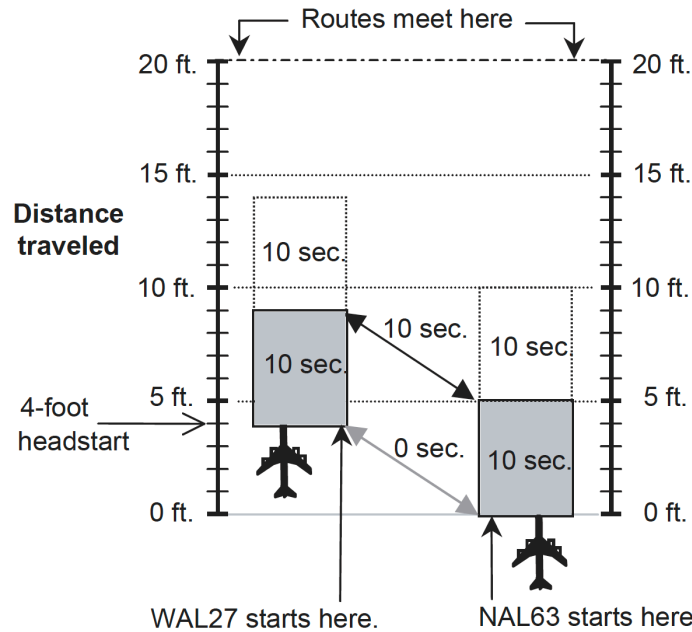 Routes meet here
20 ft.
20 ft.
15 ft.
15 ft.
Distance
traveled
10 sec.
10 ft.
10 ft.
10 sec.
10 sec
10 sec.
4-foot
headstart
5 ft.
5 ft.
0 sec.
10 sec.
0 ft.
0 ft.
WAL27 starts here.
NAL63 starts here